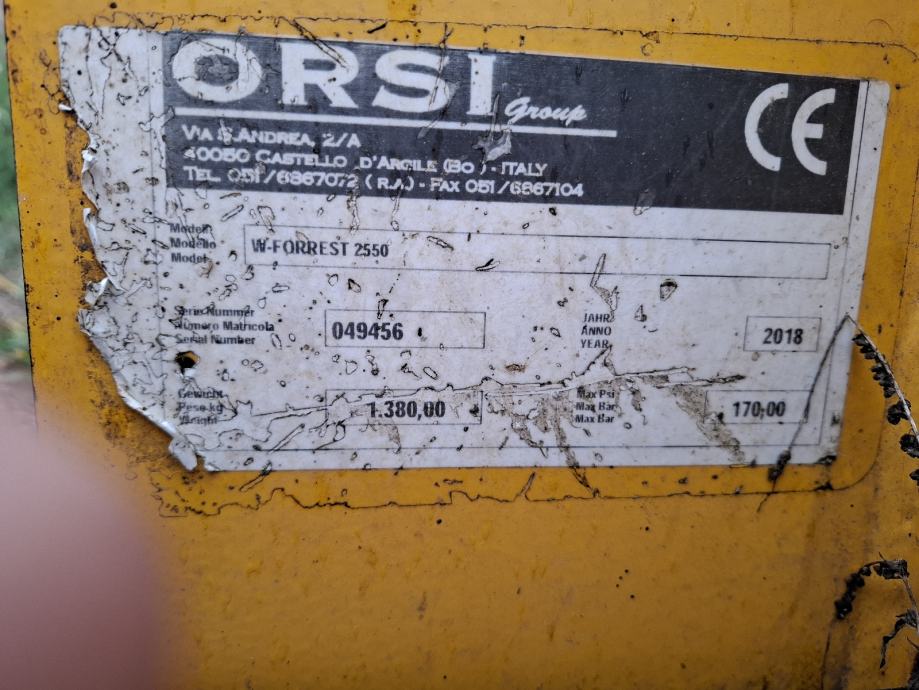 ORSI Group
CE
VIA S.ANDREA, 2/A
40050 CASTELLO D'ARGILE (BO) - ITALY
TEL. 051/6867072 ( R.A.) - FAX 051/6867104
Modell
Modello
Model
W-FORREST 2550
Serie Nummer
Numero Matricola
Serial Number
049456
JAHR
ANNO
YEAR
2018
Gewicht
Peso kg
Weight
1.380,00
Max Psi
Max Bar
Max Bar
170,00